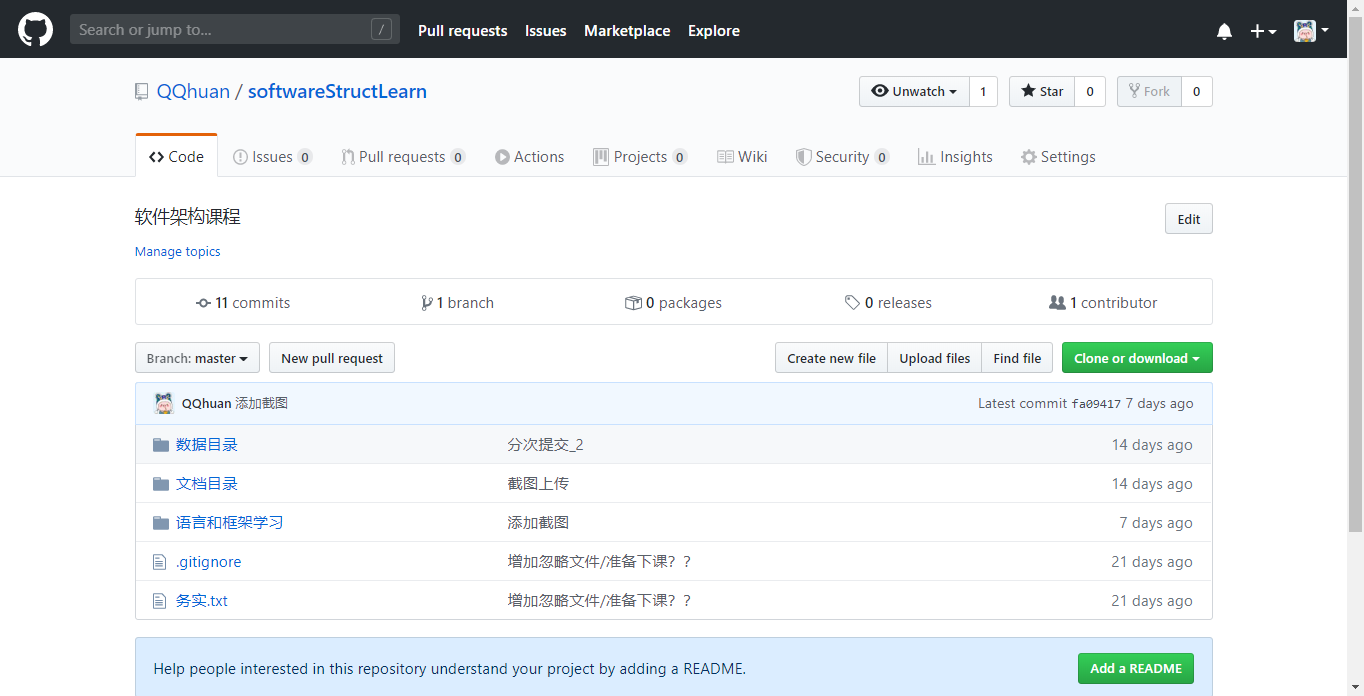 Search or jump to... / Pull requests Issues Marketplace Explore
QQhuan / softwareStructLearn Unwatch 1 Star 0 Fork 0
Code Issues 0 Pull requests 0 Actions Projects 0 Wiki Security 0 Insights Settings
软件架构课程 Edit
Manage topics
11 commits 1 branch 0 packages 0 releases 1 contributor
Branch: master New pull request Create new file Upload files Find file Clone or download
QQhuan 添加截图 Latest commit fa09417 7 days ago
数据目录 分次提交_2 14 days ago
文档目录 截图上传 14 days ago
语言和框架学习 添加截图 7 days ago
.gitignore 增加忽略文件/准备下课？？ 21 days ago
务实.txt 增加忽略文件/准备下课？？ 21 days ago
Help people interested in this repository understand your project by adding a README. Add a README